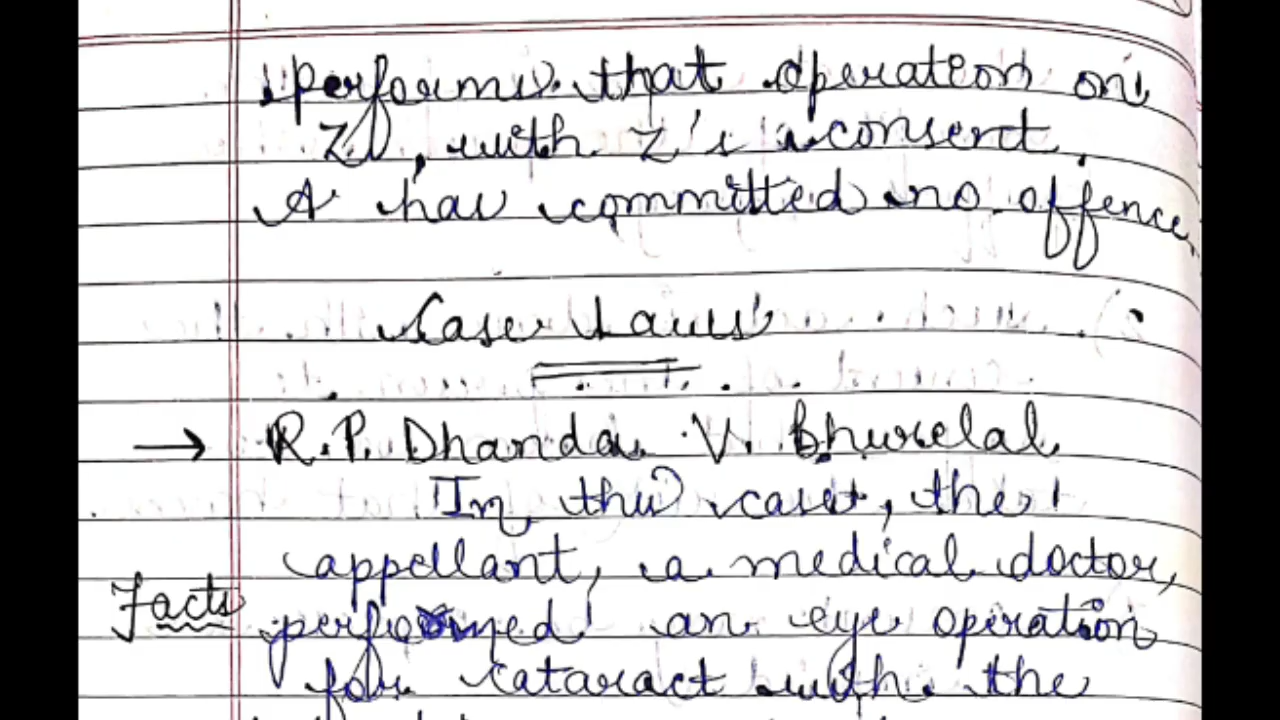 performs that operation on
Z, with Z's consent.
A has committed no offence.
Case Laws
→ R.P. Dhanda V. Bhurelal
In this case, the
appellant, a medical doctor,
Facts performed an eye operation
for cataract with the